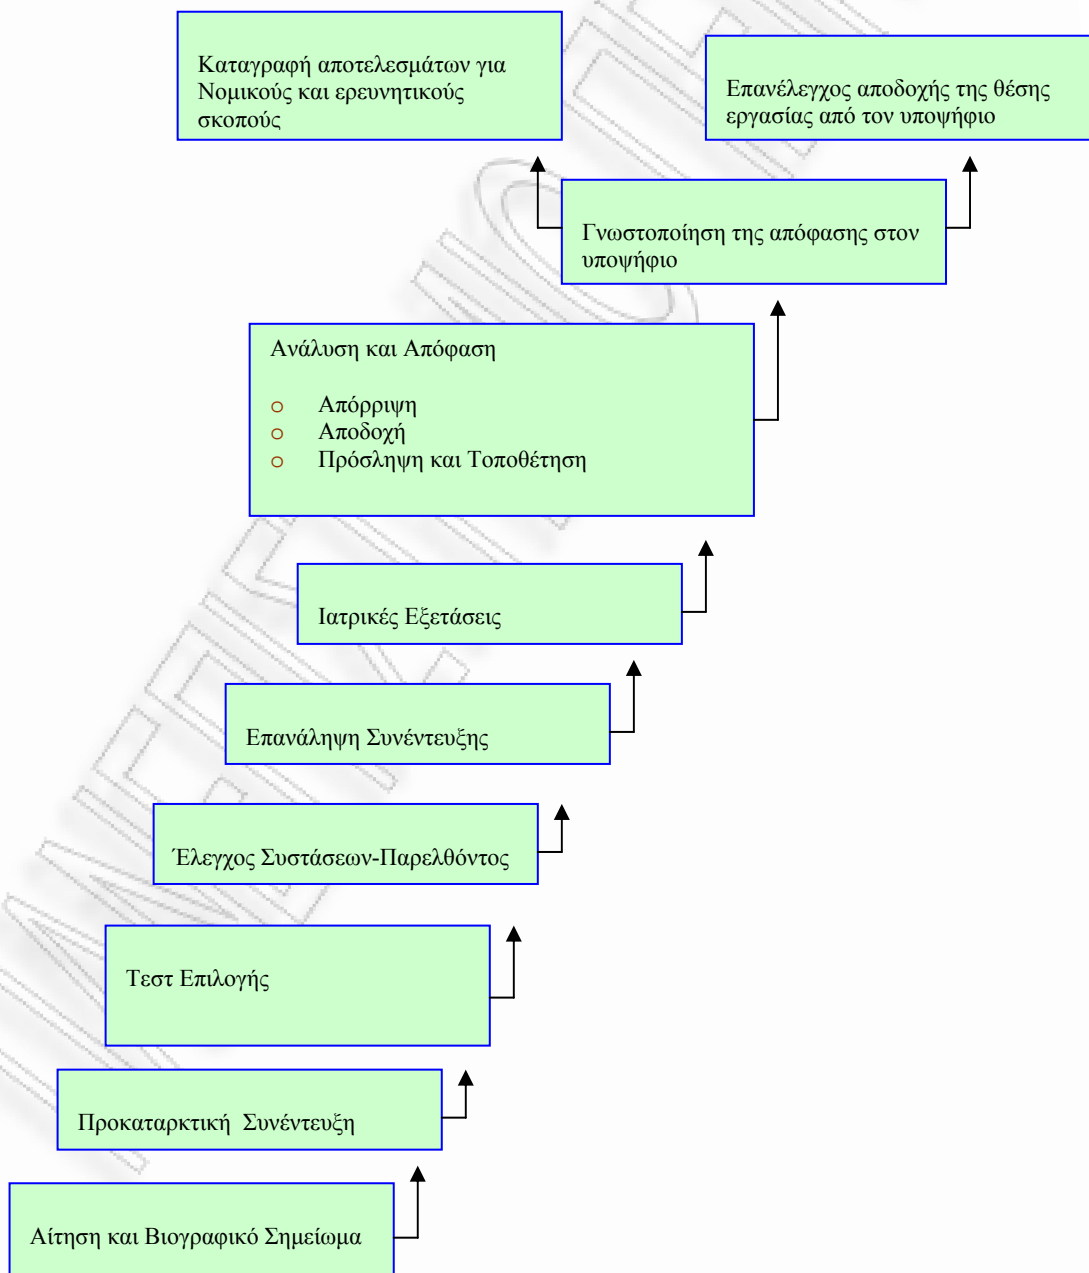 Καταγραφή αποτελεσμάτων για
Νομικούς και ερευνητικούς
σκοπούς
Επανέλεγχος αποδοχής της θέσης
εργασίας από τον υποψήφιο
Γνωστοποίηση της απόφασης στον
υποψήφιο
Ανάλυση και Απόφαση
o Απόρριψη
o Αποδοχή
o Πρόσληψη και Τοποθέτηση
Ιατρικές Εξετάσεις
Επανάληψη Συνέντευξης
Έλεγχος Συστάσεων-Παρελθόντος
Τεστ Επιλογής
Προκαταρκτική Συνέντευξη
Αίτηση και Βιογραφικό Σημείωμα